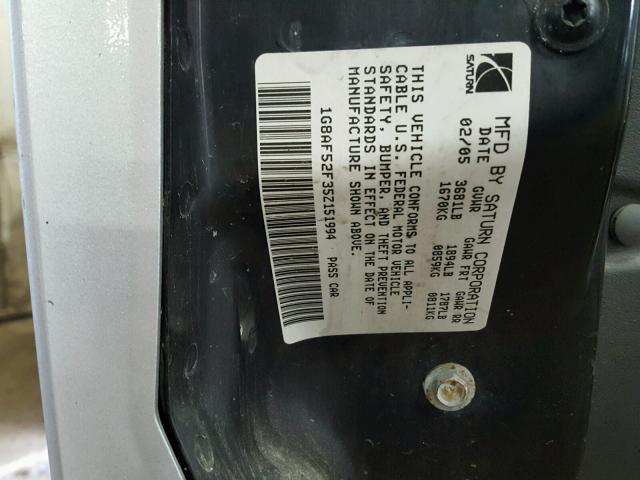 SATURN
MFD BY SATURN CORPORATION
DATE GVWR GAWR FRT GAWR RR
02/05 3681LB 1894LB 1787LB
1670KG 0859KG 0811KG
THIS VEHICLE CONFORMS TO ALL APPLI-
CABLE U.S. FEDERAL MOTOR VEHICLE
SAFETY, BUMPER, AND THEFT PREVENTION
STANDARDS IN EFFECT ON THE DATE OF
MANUFACTURE SHOWN ABOVE.
1G8AF52F35Z151994 PASS CAR